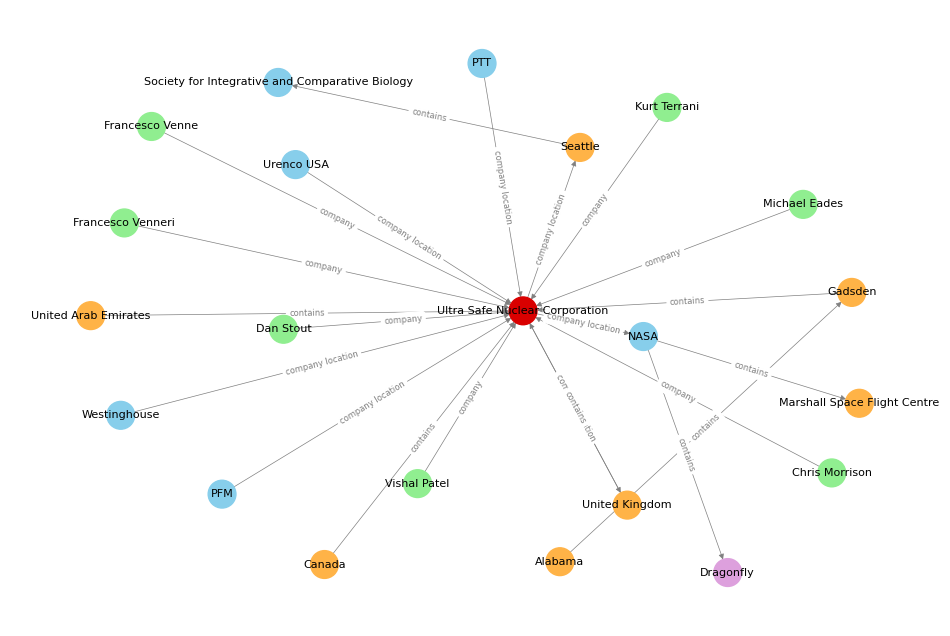 PTT
Society for Integrative and Comparative Biology
Kurt Terrani
contains
Francesco Venne
Seattle
Urenco USA
company location
Michael Eades
company
company
Francesco Venneri
company location
company location
company
company
Gadsden
contains
United Arab Emirates
contains
Ultra Safe Nuclear Corporation
company
company location
Dan Stout
NASA
company location
contains
company
company
contains
company location
Marshall Space Flight Centre
Westinghouse
contains
contains
contains
contains
Chris Morrison
Vishal Patel
PFM
United Kingdom
Canada
Alabama
Dragonfly